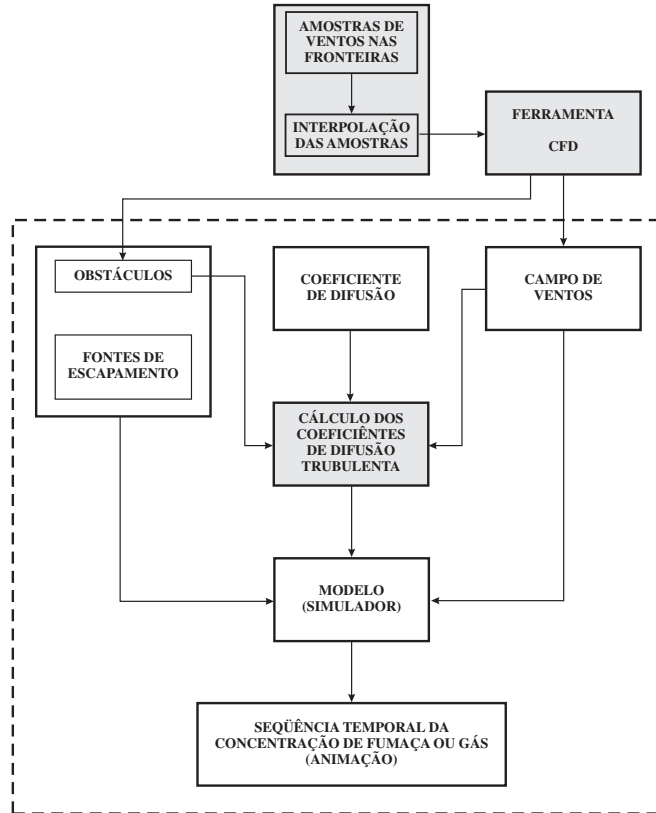 AMOSTRAS DE
VENTOS NAS
FRONTEIRAS
INTERPOLAÇÃO
DAS AMOSTRAS
FERRAMENTA
CFD
OBSTÁCULOS
FONTES DE
ESCAPAMENTO
COEFICIENTE
DE DIFUSÃO
CAMPO DE
VENTOS
CÁLCULO DOS
COEFICIÊNTES
DE DIFUSÃO
TRUBULENTA
MODELO
(SIMULADOR)
SEQÜÊNCIA TEMPORAL DA
CONCENTRAÇÃO DE FUMAÇA OU GÁS
(ANIMAÇÃO)